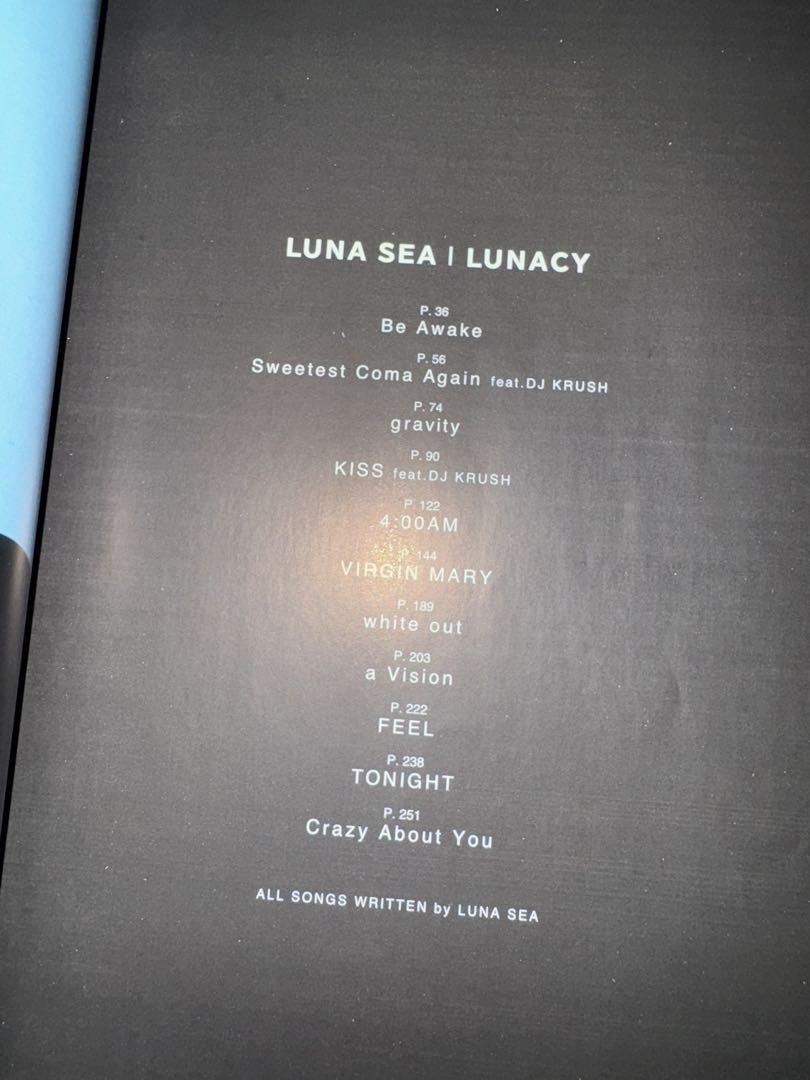 LUNA SEA | LUNACY
P. 36
Be Awake
P. 56
Sweetest Coma Again feat.DJ KRUSH
P. 74
gravity
P. 90
KISS feat.DJ KRUSH
P. 122
4:00AM
P. 144
VIRGIN MARY
P. 189
white out
P. 203
a Vision
P. 222
FEEL
P. 238
TONIGHT
P. 251
Crazy About You
ALL SONGS WRITTEN by LUNA SEA